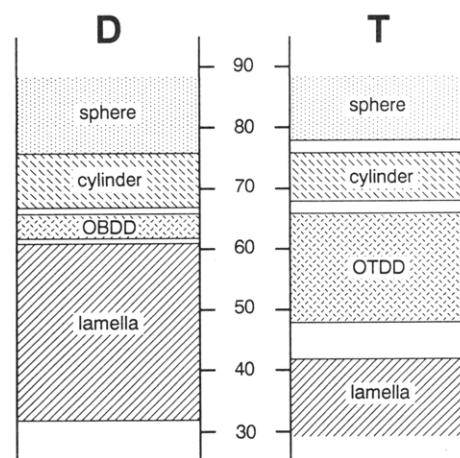 D
T
90
sphere
sphere
80
cylinder
cylinder
70
OBDD
60
OTDD
50
lamella
40
lamella
30